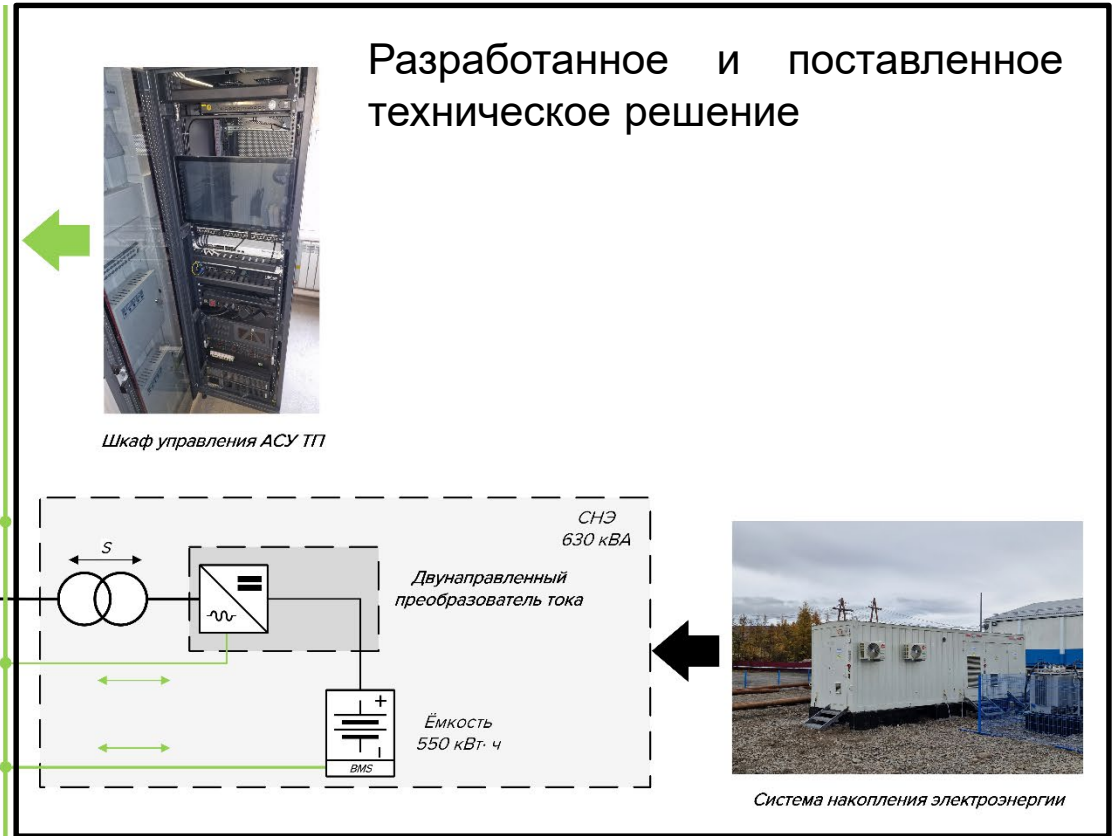 Разработанное и поставленное
техническое решение
Шкаф управления АСУ ТП
СНЭ
630 кВА
S
Двунаправленный
преобразователь тока
+
Ёмкость
550 кВт· ч
BMS
Система накопления электроэнергии